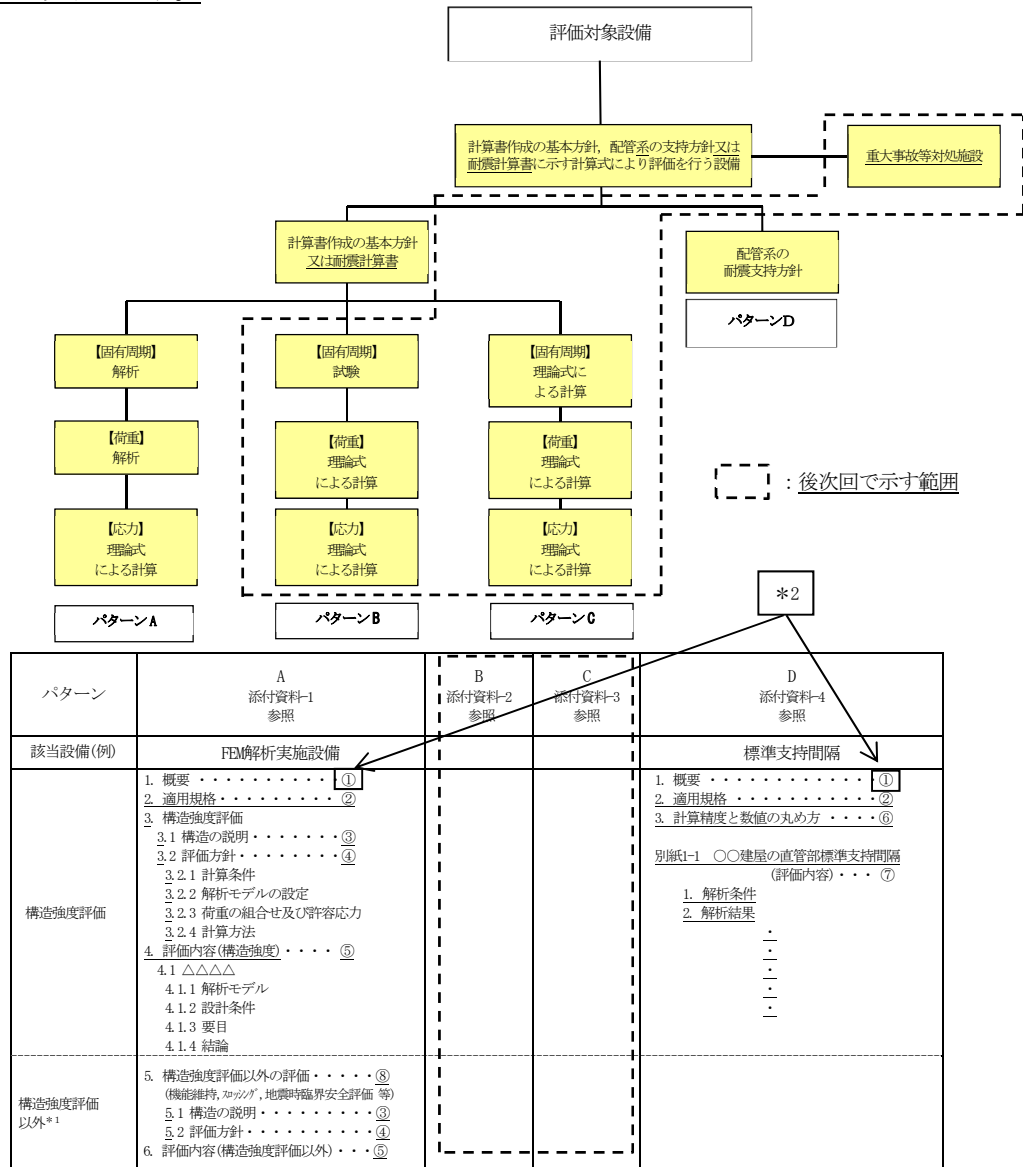 評価対象設備
計算書作成の基本方針，配管系の支持方針又は
耐震計算書に示す計算式により評価を行う設備
重大事故等対処施設
計算書作成の基本方針
又は耐震計算書
配管系の
耐震支持方針
パターンD
【固有周期】
解析
【固有周期】
試験
【固有周期】
理論式に
よる計算
【荷重】
解析
【荷重】
理論式
による計算
【荷重】
理論式
による計算
：後次回で示す範囲
【応力】
理論式
による計算
【応力】
理論式
による計算
【応力】
理論式
による計算
パターンA
パターンB
パターンC
＊2
パターン
A
添付資料-1
参照
B
添付資料-2
参照
C
添付資料-3
参照
D
添付資料-4
参照
該当設備(例)
FEM解析実施設備
標準支持間隔
構造強度評価
1. 概要 ・・・・・・・・・・・①
2. 適用規格・・・・・・・・・ ②
3. 構造強度評価
3.1 構造の説明・・・・・・・③
3.2 評価方針・・・・・・・・④
3.2.1 計算条件
3.2.2 解析モデルの設定
3.2.3 荷重の組合せ及び許容応力
3.2.4 計算方法
4. 評価内容(構造強度)・・・・ ⑤
4.1 △△△△
4.1.1 解析モデル
4.1.2 設計条件
4.1.3 要目
4.1.4 結論
1. 概要 ・・・・・・・・・・・・・①
2. 適用規格 ・・・・・・・・・・・②
3. 計算精度と数値の丸め方 ・・・・⑥
別紙1-1 ○○建屋の直管部標準支持間隔
(評価内容)・・・ ⑦
1. 解析条件
2. 解析結果
・
・
・
・
・
構造強度評価
以外＊1
5. 構造強度評価以外の評価・・・・・⑧
(機能維持,ｽﾛｯｼﾝｸﾞ,地震時臨界安全評価 等)
5.1 構造の説明・・・・・・・・・③
5.2 評価方針・・・・・・・・・・④
6. 評価内容(構造強度評価以外)・・・⑤